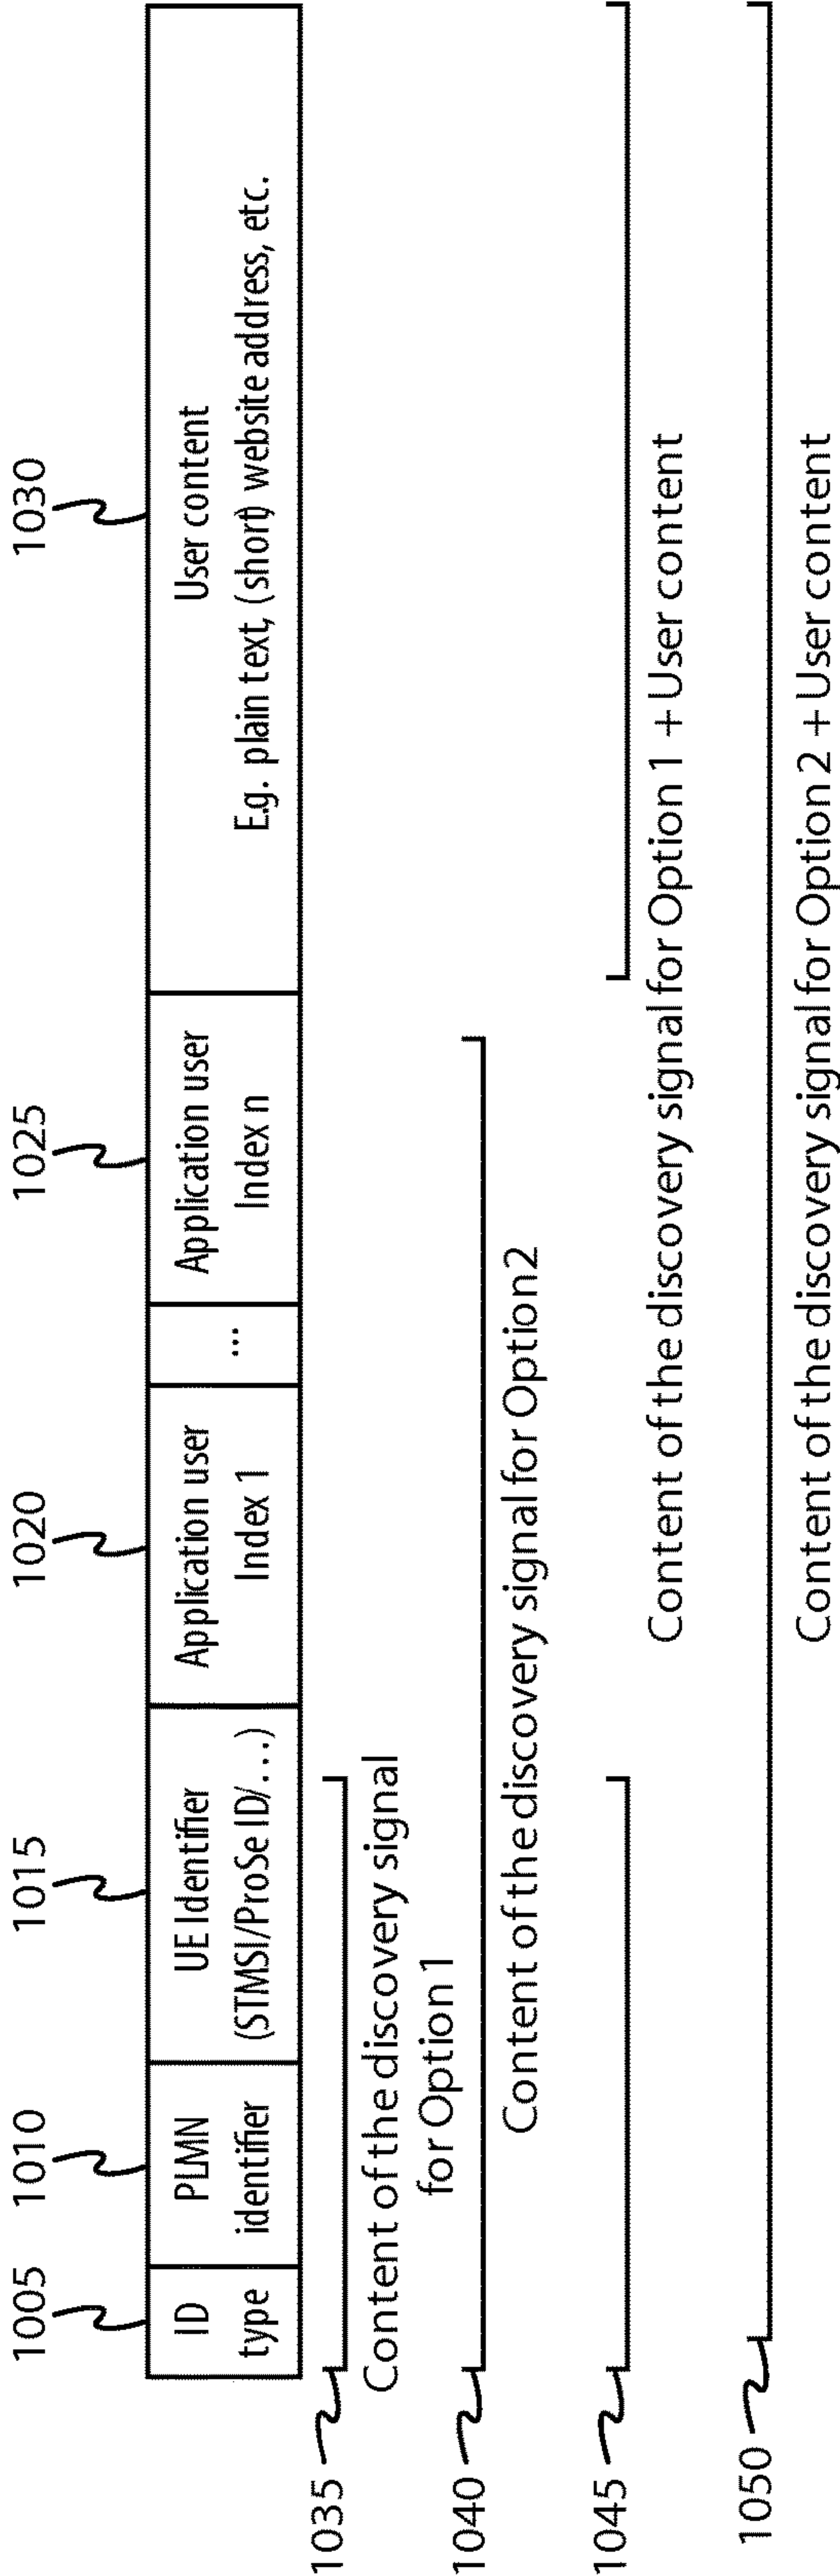 1005
1010
1015
1020
1025
1030
ID
type
PLMN
identifier
UE Identifier
(STMSI/ProSe ID/...)
Application user
Index 1
...
Application user
Index n
User content
E.g. plain text, (short) website address, etc.
1035
Content of the discovery signal
for Option 1
1040
Content of the discovery signal for Option 2
1045
Content of the discovery signal for Option 1 + User content
1050
Content of the discovery signal for Option 2 + User content